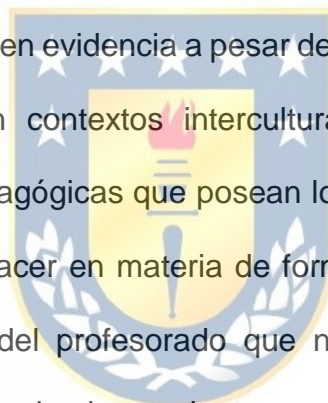 en evidencia a pesar de
contextos intercultura
agógicas que posean lo
acer en materia de form
del profesorado que n